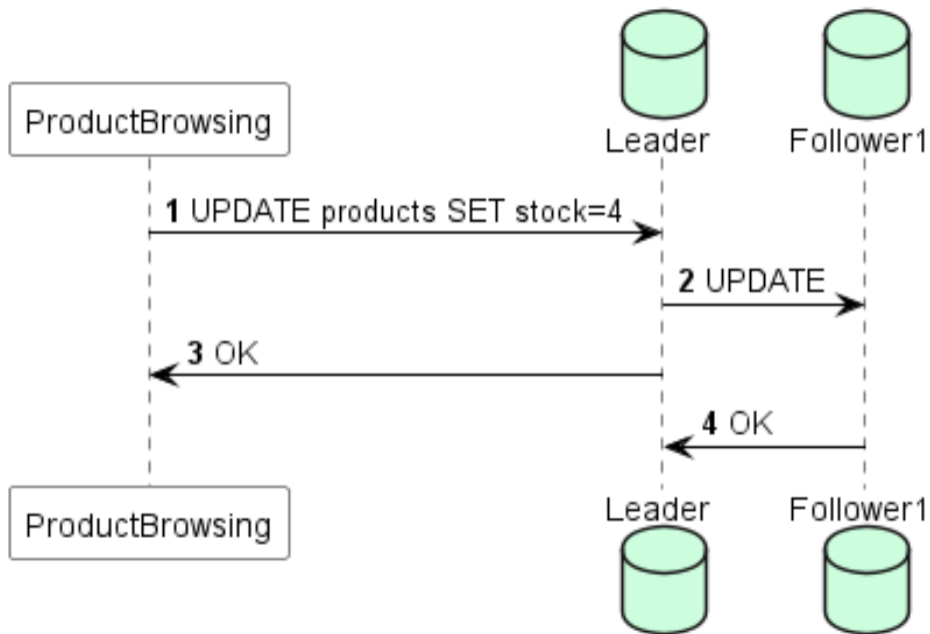 ProductBrowsing
Leader
Follower1
1 UPDATE products SET stock=4
2 UPDATE
3 OK
4 OK
ProductBrowsing
Leader
Follower1